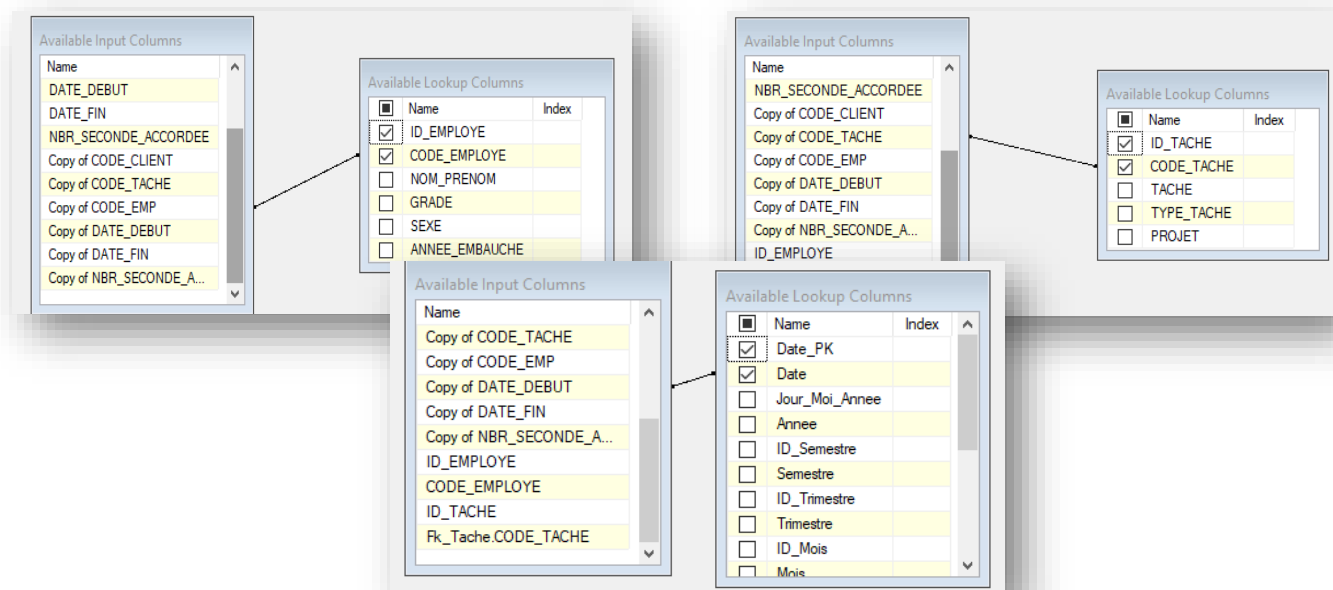 Available Input Columns
Name
DATE_DEBUT
DATE_FIN
NBR_SECONDE_ACCORDEE
Copy of CODE_CLIENT
Copy of CODE_TACHE
Copy of CODE_EMP
Copy of DATE_DEBUT
Copy of DATE_FIN
Copy of NBR_SECONDE_A...
Available Lookup Columns
Name Index
ID_EMPLOYE
CODE_EMPLOYE
NOM_PRENOM
GRADE
SEXE
ANNEE_EMBAUCHE
Available Input Columns
Name
NBR_SECONDE_ACCORDEE
Copy of CODE_CLIENT
Copy of CODE_TACHE
Copy of CODE_EMP
Copy of DATE_DEBUT
Copy of DATE_FIN
Copy of NBR_SECONDE_A...
ID_EMPLOYE
Available Lookup Columns
Name Index
ID_TACHE
CODE_TACHE
TACHE
TYPE_TACHE
PROJET
Available Input Columns
Name
Copy of CODE_TACHE
Copy of CODE_EMP
Copy of DATE_DEBUT
Copy of DATE_FIN
Copy of NBR_SECONDE_A...
ID_EMPLOYE
CODE_EMPLOYE
ID_TACHE
Fk_Tache.CODE_TACHE
Available Lookup Columns
Name Index
Date_PK
Date
Jour_Moi_Annee
Annee
ID_Semestre
Semestre
ID_Trimestre
Trimestre
ID_Mois
Mois